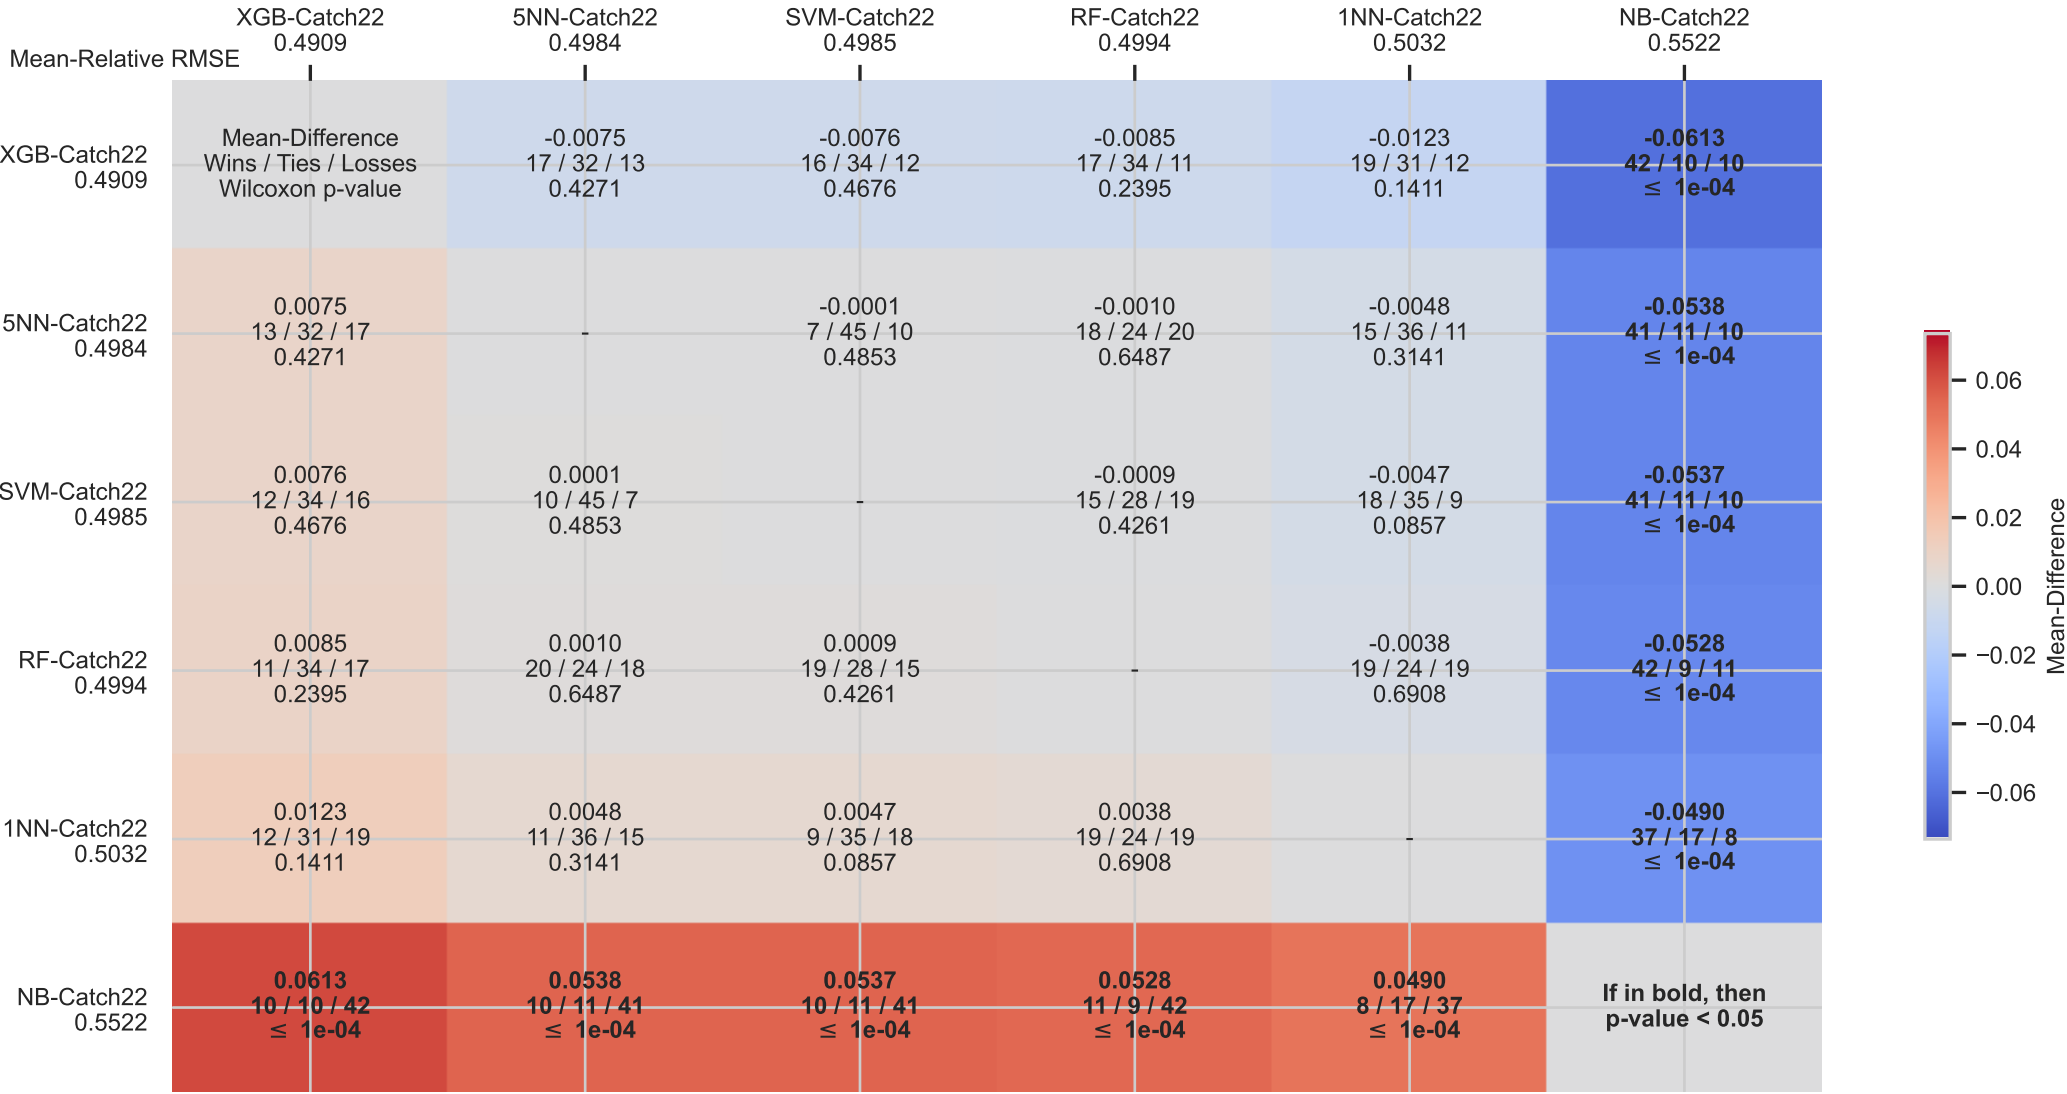 XGB-Catch22
0.4909
5NN-Catch22
0.4984
SVM-Catch22
0.4985
RF-Catch22
0.4994
1NN-Catch22
0.5032
NB-Catch22
0.5522
Mean-Relative RMSE
XGB-Catch22
0.4909
Mean-Difference
Wins / Ties / Losses
Wilcoxon p-value
-0.0075
17 / 32 / 13
0.4271
-0.0076
16 / 34 / 12
0.4676
-0.0085
17 / 34 / 11
0.2395
-0.0123
19 / 31 / 12
0.1411
-0.0613
42 / 10 / 10
≤ 1e-04
5NN-Catch22
0.4984
0.0075
13 / 32 / 17
0.4271
-
-0.0001
7 / 45 / 10
0.4853
-0.0010
18 / 24 / 20
0.6487
-0.0048
15 / 36 / 11
0.3141
-0.0538
41 / 11 / 10
≤ 1e-04
SVM-Catch22
0.4985
0.0076
12 / 34 / 16
0.4676
0.0001
10 / 45 / 7
0.4853
-
-0.0009
15 / 28 / 19
0.4261
-0.0047
18 / 35 / 9
0.0857
-0.0537
41 / 11 / 10
≤ 1e-04
RF-Catch22
0.4994
0.0085
11 / 34 / 17
0.2395
0.0010
20 / 24 / 18
0.6487
0.0009
19 / 28 / 15
0.4261
-
-0.0038
19 / 24 / 19
0.6908
-0.0528
42 / 9 / 11
≤ 1e-04
1NN-Catch22
0.5032
0.0123
12 / 31 / 19
0.1411
0.0048
11 / 36 / 15
0.3141
0.0047
9 / 35 / 18
0.0857
0.0038
19 / 24 / 19
0.6908
-
-0.0490
37 / 17 / 8
≤ 1e-04
NB-Catch22
0.5522
0.0613
10 / 10 / 42
≤ 1e-04
0.0538
10 / 11 / 41
≤ 1e-04
0.0537
10 / 11 / 41
≤ 1e-04
0.0528
11 / 9 / 42
≤ 1e-04
0.0490
8 / 17 / 37
≤ 1e-04
If in bold, then
p-value < 0.05
0.06
0.04
0.02
0.00
−0.02
−0.04
−0.06
Mean-Difference